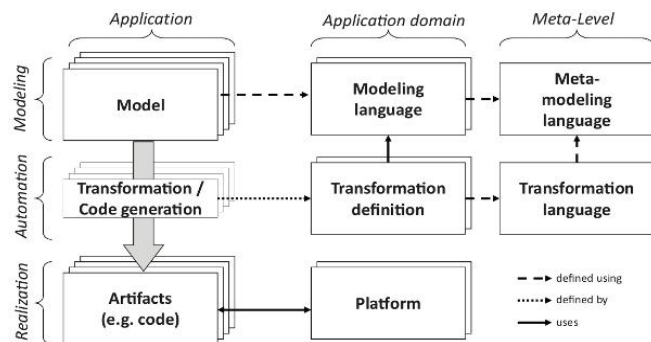 Application
Application domain
Meta-Level
Modeling
Model
Modeling
language
Meta-
modeling
language
Automation
Transformation /
Code generation
Transformation
definition
Transformation
language
Realization
Artifacts
(e.g. code)
Platform
defined using
defined by
uses